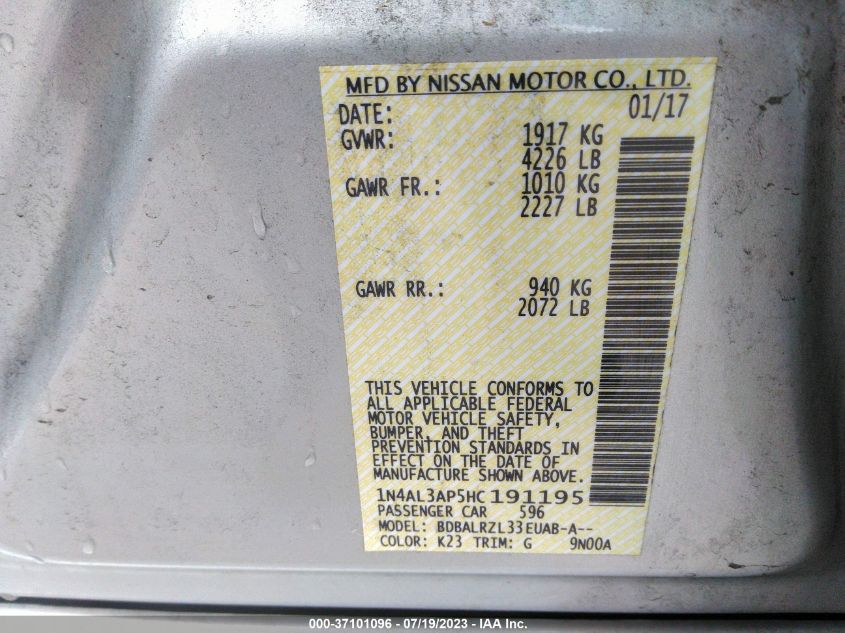 MFD BY NISSAN MOTOR CO., LTD.
DATE: 01/17
GVWR: 1917 KG
4226 LB
GAWR FR.: 1010 KG
2227 LB
GAWR RR.: 940 KG
2072 LB
THIS VEHICLE CONFORMS TO
ALL APPLICABLE FEDERAL
MOTOR VEHICLE SAFETY,
BUMPER, AND THEFT
PREVENTION STANDARDS IN
EFFECT ON THE DATE OF
MANUFACTURE SHOWN ABOVE.
1N4AL3AP5HC191195
PASSENGER CAR 596
MODEL: BDBALRZL33EUAB-A--
COLOR: K23 TRIM: G 9N00A
000-37101096 - 07/19/2023 - IAA Inc.